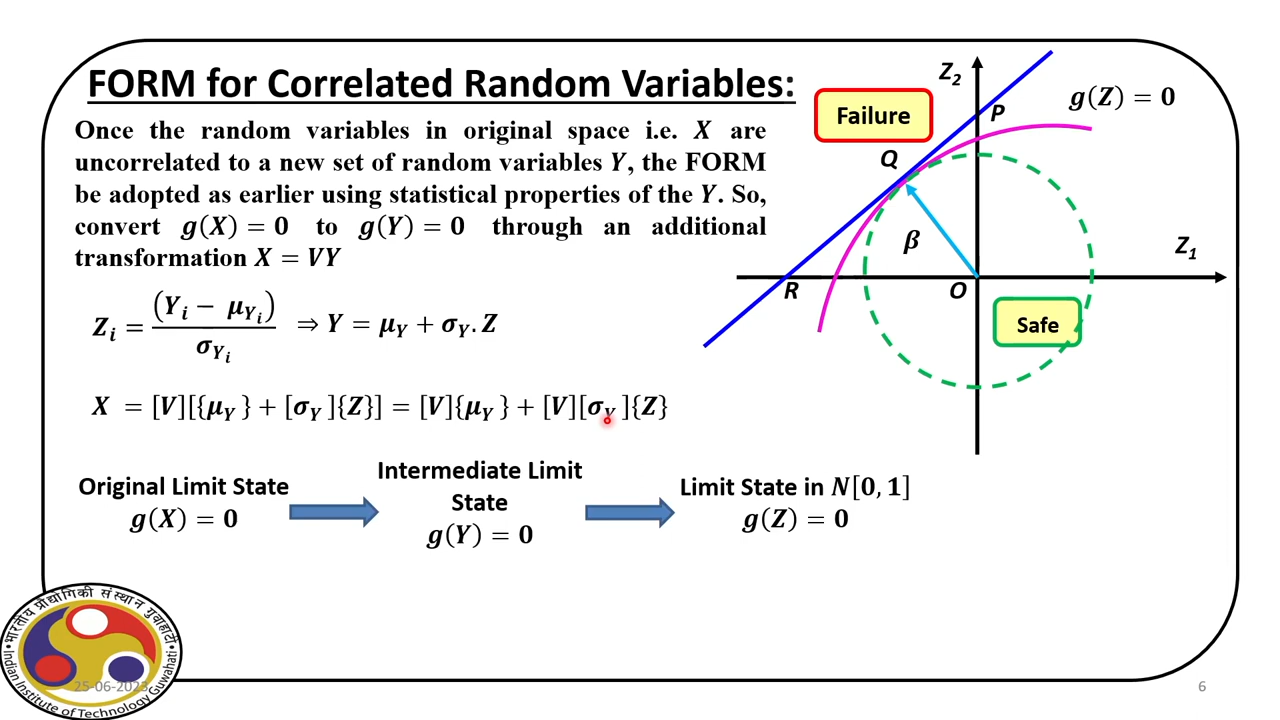 FORM for Correlated Random Variables:
Once the random variables in original space i.e. X are
uncorrelated to a new set of random variables Y, the FORM
be adopted as earlier using statistical properties of the Y. So,
convert g(X) = 0 to g(Y) = 0 through an additional
transformation X = VY
Z_i = (Y_i − μ_{Y_i}) / σ_{Y_i} ⇒ Y = μ_Y + σ_Y. Z
X = [V][{μ_Y } + [σ_Y ]{Z}] = [V]{μ_Y } + [V][σ_Y ]{Z}
Original Limit State
g(X) = 0
Intermediate Limit
State
g(Y) = 0
Limit State in N[0, 1]
g(Z) = 0
Z_2
Failure
P
g(Z) = 0
Q
β
Z_1
R
O
Safe
भारतीय प्रौद्योगिकी संस्थान गुवाहाटी
Indian Institute of Technology Guwahati
25-06-2023
6